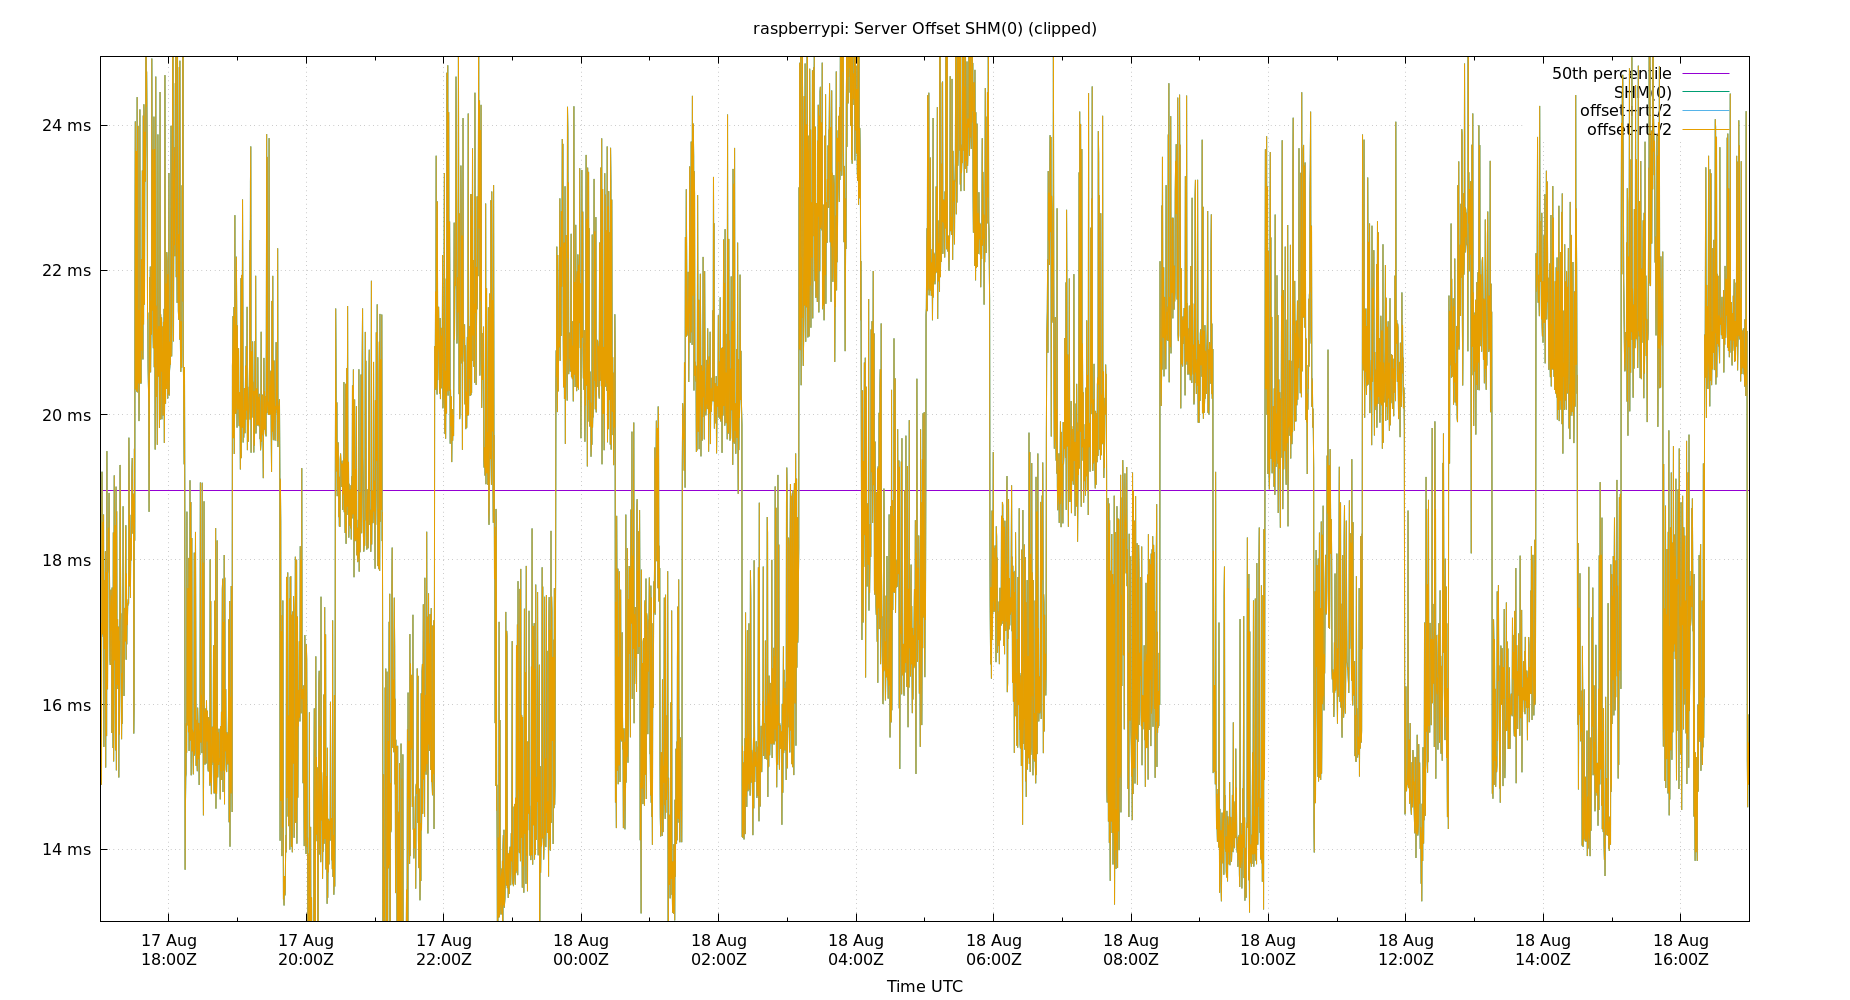 raspberrypi: Server Offset SHM(0) (clipped)
50th percentile
SHM(0)
offset+rtt/2
offset-rtt/2
24 ms
22 ms
20 ms
18 ms
16 ms
14 ms
17 Aug 17 Aug 17 Aug 18 Aug 18 Aug 18 Aug 18 Aug 18 Aug 18 Aug 18 Aug 18 Aug 18 Aug
18:00Z 20:00Z 22:00Z 00:00Z 02:00Z 04:00Z 06:00Z 08:00Z 10:00Z 12:00Z 14:00Z 16:00Z
Time UTC